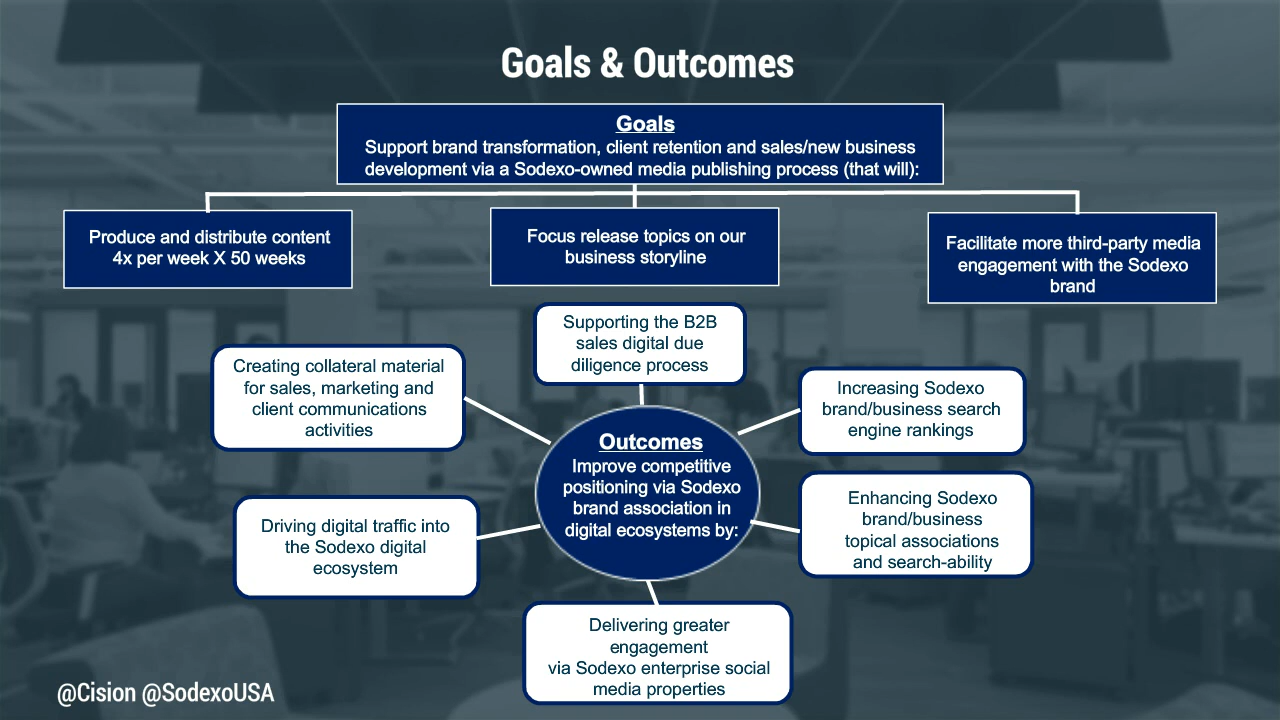 Goals & Outcomes
Goals
Support brand transformation, client retention and sales/new business
development via a Sodexo-owned media publishing process (that will):
Produce and distribute content
4x per week X 50 weeks
Focus release topics on our
business storyline
Facilitate more third-party media
engagement with the Sodexo
brand
Supporting the B2B
sales digital due
diligence process
Creating collateral material
for sales, marketing and
client communications
activities
Increasing Sodexo
brand/business search
engine rankings
Outcomes
Improve competitive
positioning via Sodexo
brand association in
digital ecosystems by:
Driving digital traffic into
the Sodexo digital
ecosystem
Enhancing Sodexo
brand/business
topical associations
and search-ability
Delivering greater
engagement
via Sodexo enterprise social
media properties
@Cision @SodexoUSA